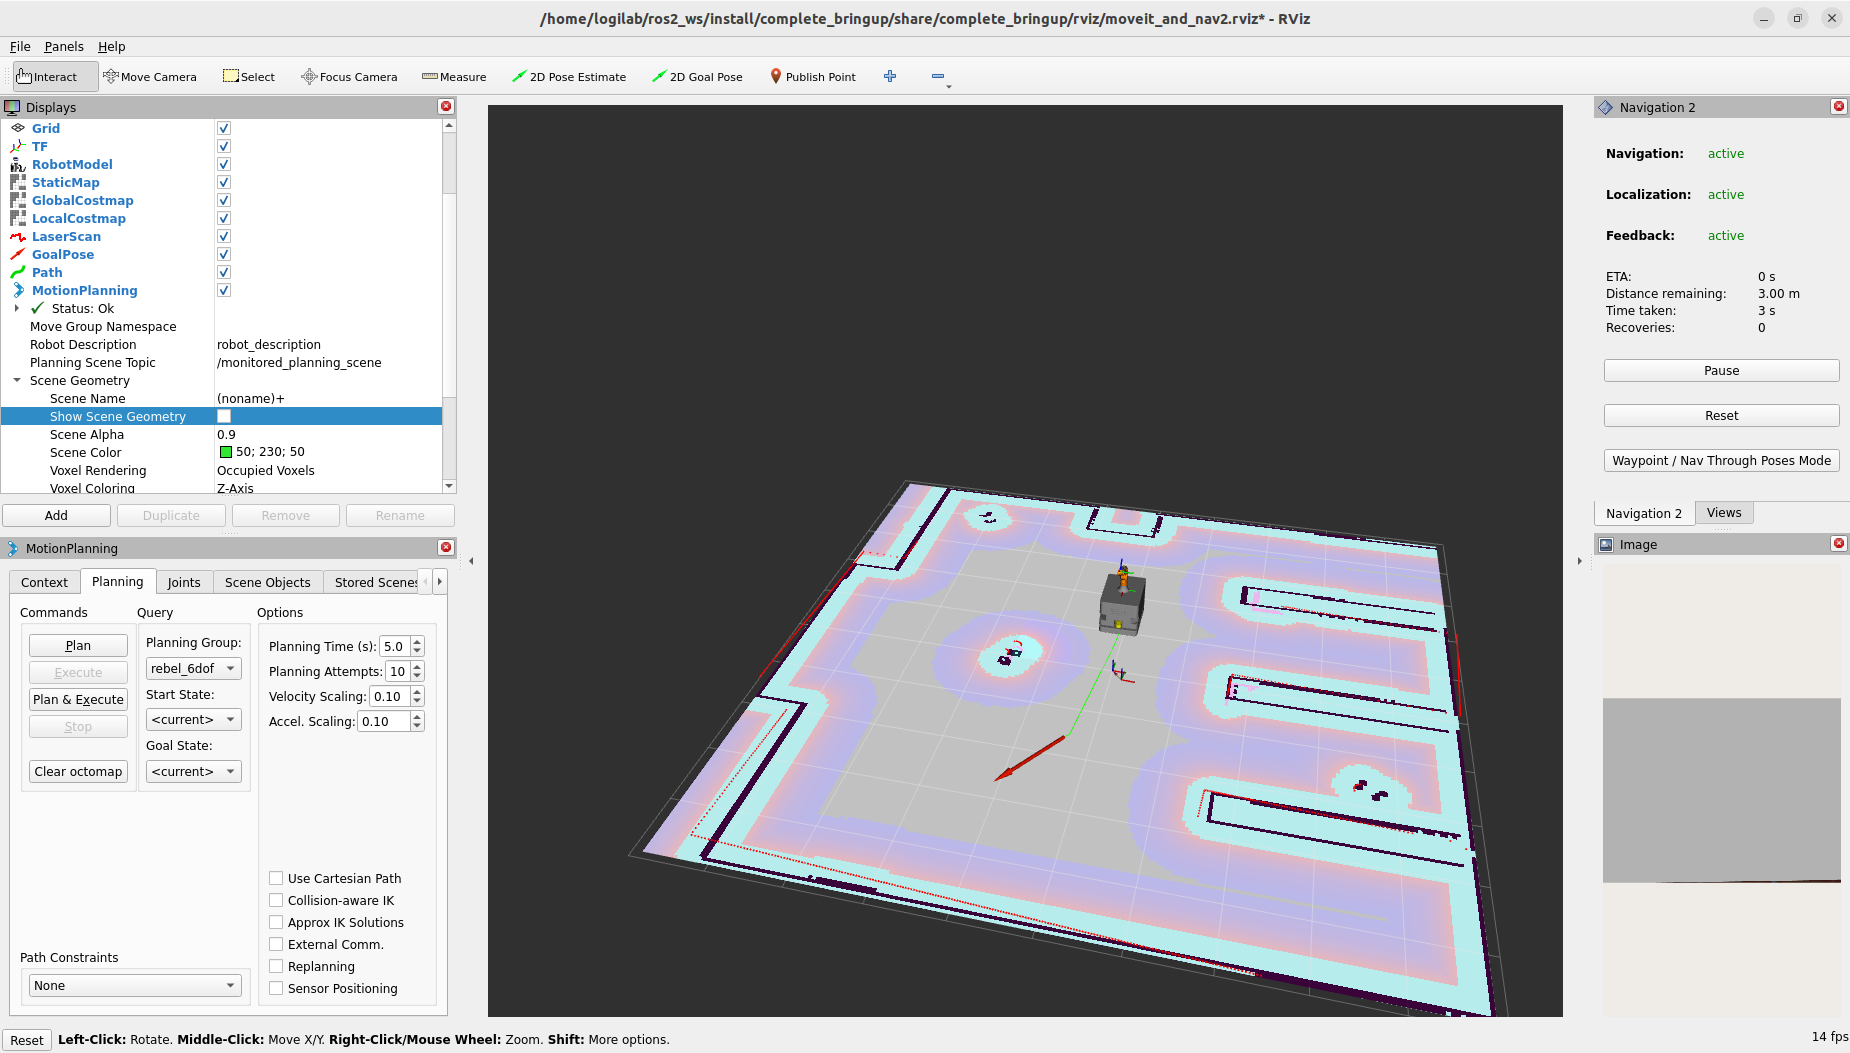 /home/logilab/ros2_ws/install/complete_bringup/share/complete_bringup/rviz/moveit_and_nav2.rviz* - RViz
File Panels Help
Interact Move Camera Select Focus Camera Measure 2D Pose Estimate 2D Goal Pose Publish Point
Displays
Grid
TF
RobotModel
StaticMap
GlobalCostmap
LocalCostmap
LaserScan
GoalPose
Path
MotionPlanning
Status: Ok
Move Group Namespace
Robot Description robot_description
Planning Scene Topic /monitored_planning_scene
Scene Geometry
Scene Name (noname)+
Show Scene Geometry
Scene Alpha 0.9
Scene Color 50; 230; 50
Voxel Rendering Occupied Voxels
Voxel Coloring Z-Axis
Add Duplicate Remove Rename
MotionPlanning
Context Planning Joints Scene Objects Stored Scenes
Commands Query Options
Plan
Execute
Plan & Execute
Stop
Clear octomap
Planning Group:
rebel_6dof
Start State:
<current>
Goal State:
<current>
Planning Time (s): 5.0
Planning Attempts: 10
Velocity Scaling: 0.10
Accel. Scaling: 0.10
Use Cartesian Path
Collision-aware IK
Approx IK Solutions
External Comm.
Replanning
Sensor Positioning
Path Constraints
None
Navigation 2
Navigation: active
Localization: active
Feedback: active
ETA: 0 s
Distance remaining: 3.00 m
Time taken: 3 s
Recoveries: 0
Pause
Reset
Waypoint / Nav Through Poses Mode
Navigation 2 Views
Image
Reset Left-Click: Rotate. Middle-Click: Move X/Y. Right-Click/Mouse Wheel: Zoom. Shift: More options.
14 fps